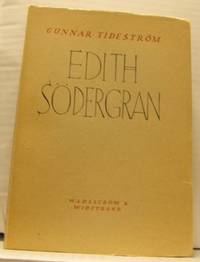 GUNNAR TIDESTRÖM
EDITH
SÖDERGRAN
WAHLSTRÖM &
WIDSTRAND